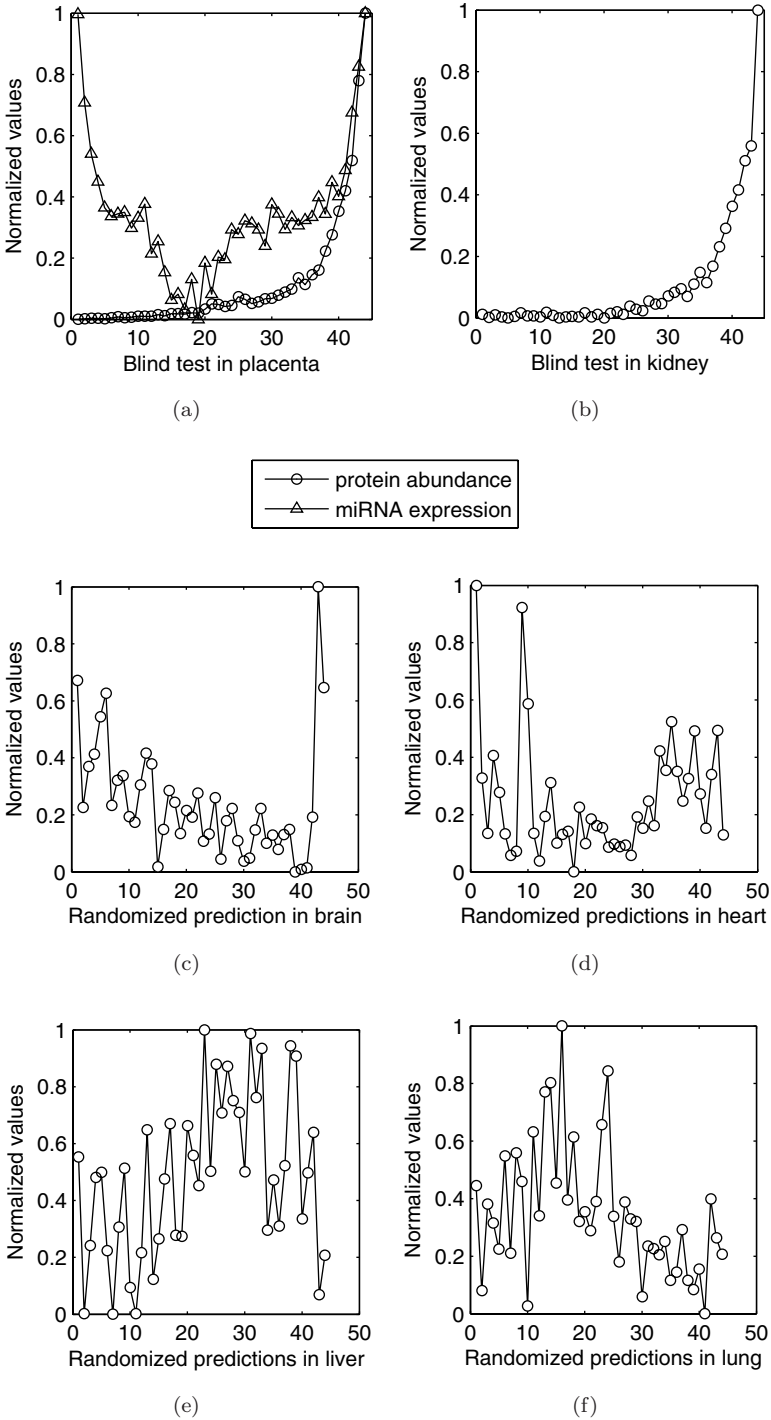 1
0.8
0.6
0.4
0.2
0
Normalized values
0 10 20 30 40
Blind test in placenta
(a)
1
0.8
0.6
0.4
0.2
0
Normalized values
0 10 20 30 40
Blind test in kidney
(b)
protein abundance
miRNA expression
1
0.8
0.6
0.4
0.2
0
Normalized values
0 10 20 30 40 50
Randomized prediction in brain
(c)
1
0.8
0.6
0.4
0.2
0
Normalized values
0 10 20 30 40 50
Randomized predictions in heart
(d)
1
0.8
0.6
0.4
0.2
0
Normalized values
0 10 20 30 40 50
Randomized predictions in liver
(e)
1
0.8
0.6
0.4
0.2
0
Normalized values
0 10 20 30 40 50
Randomized predictions in lung
(f)